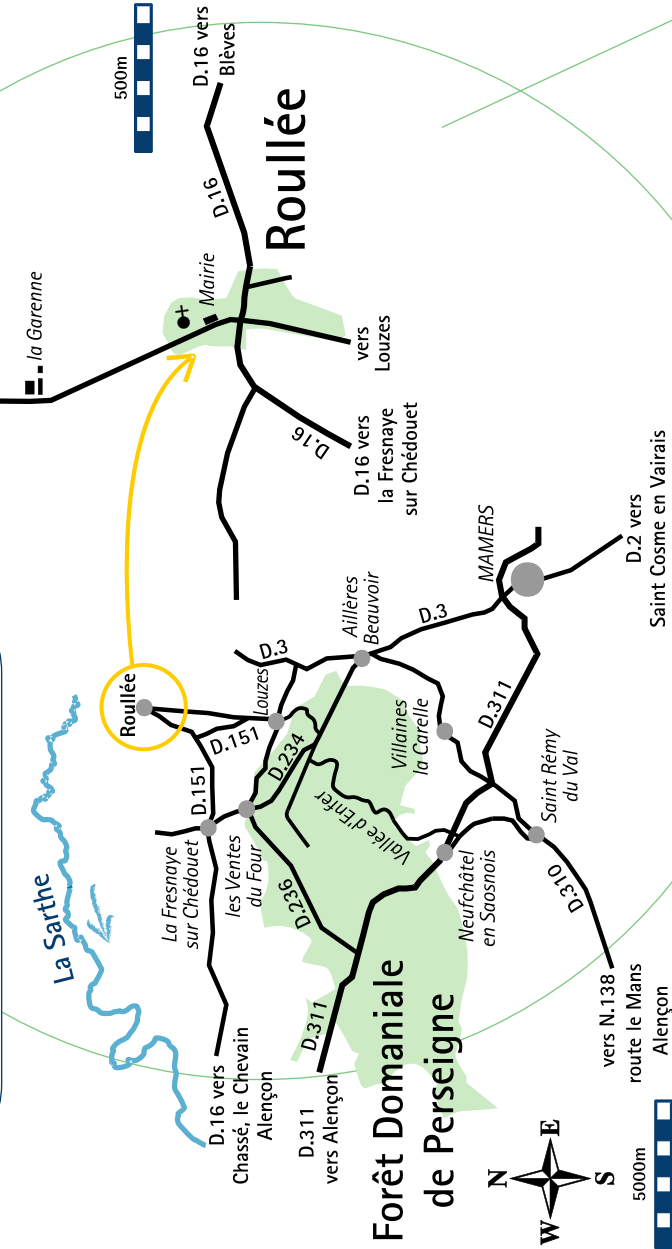 La Sarthe
Roullée
D.151
D.151
Louzes
D.3
La Fresnaye
sur Chédouet
les Ventes
du Four
D.234
D.236
Aillères
Beauvoir
D.3
Vallée d'Enfer
Villaines
la Carelle
MAMERS
D.311
D.2 vers
Saint Cosme en Vairais
Neufchâtel
en Saosnois
Saint Rémy
du Val
D.310
vers N.138
route le Mans
Alençon
D.16 vers
Chassé, le Chevain
Alençon
D.311
D.311
vers Alençon
Forêt Domaniale
de Perseigne
N
W
E
S
5000m
500m
la Garenne
Mairie
D.16 vers
Blèves
D.16
Roullée
vers
Louzes
D.16
D.16 vers
la Fresnaye
sur Chédouet